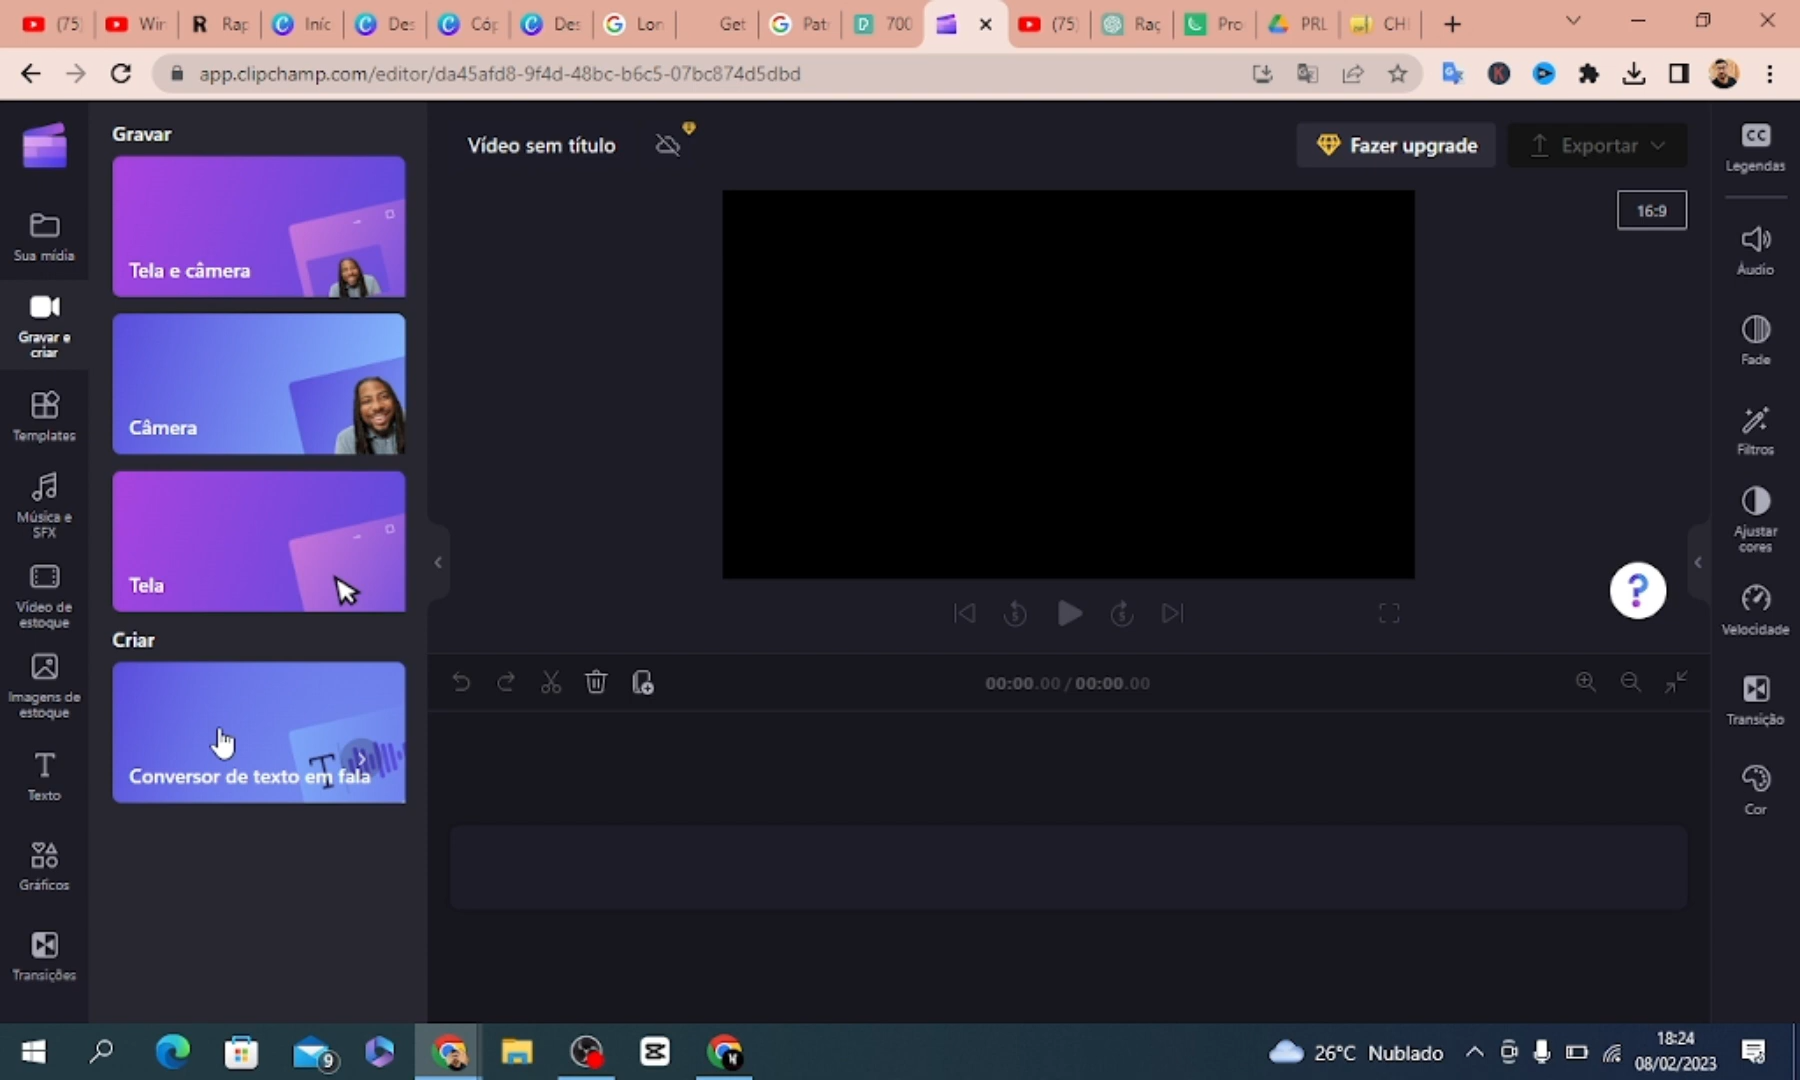 (75)
Wir
Rap
Iníc
Des
Cóp
Des
Lon
Get
Pat
700
(75)
Raç
Pro
PRL
CHI
app.clipchamp.com/editor/da45afd8-9f4d-48bc-b6c5-07bc874d5dbd
Gravar
Tela e câmera
Câmera
Tela
Criar
Conversor de texto em fala
Sua mídia
Gravar e
criar
Templates
Música e
SFX
Vídeo de
estoque
Imagens de
estoque
Texto
Gráficos
Transições
Vídeo sem título
Fazer upgrade
Exportar
16:9
00:00.00 / 00:00.00
CC
Legendas
Áudio
Fade
Filtros
Ajustar
cores
Velocidade
Transição
Cor
9
26°C Nublado
18:24
08/02/2023